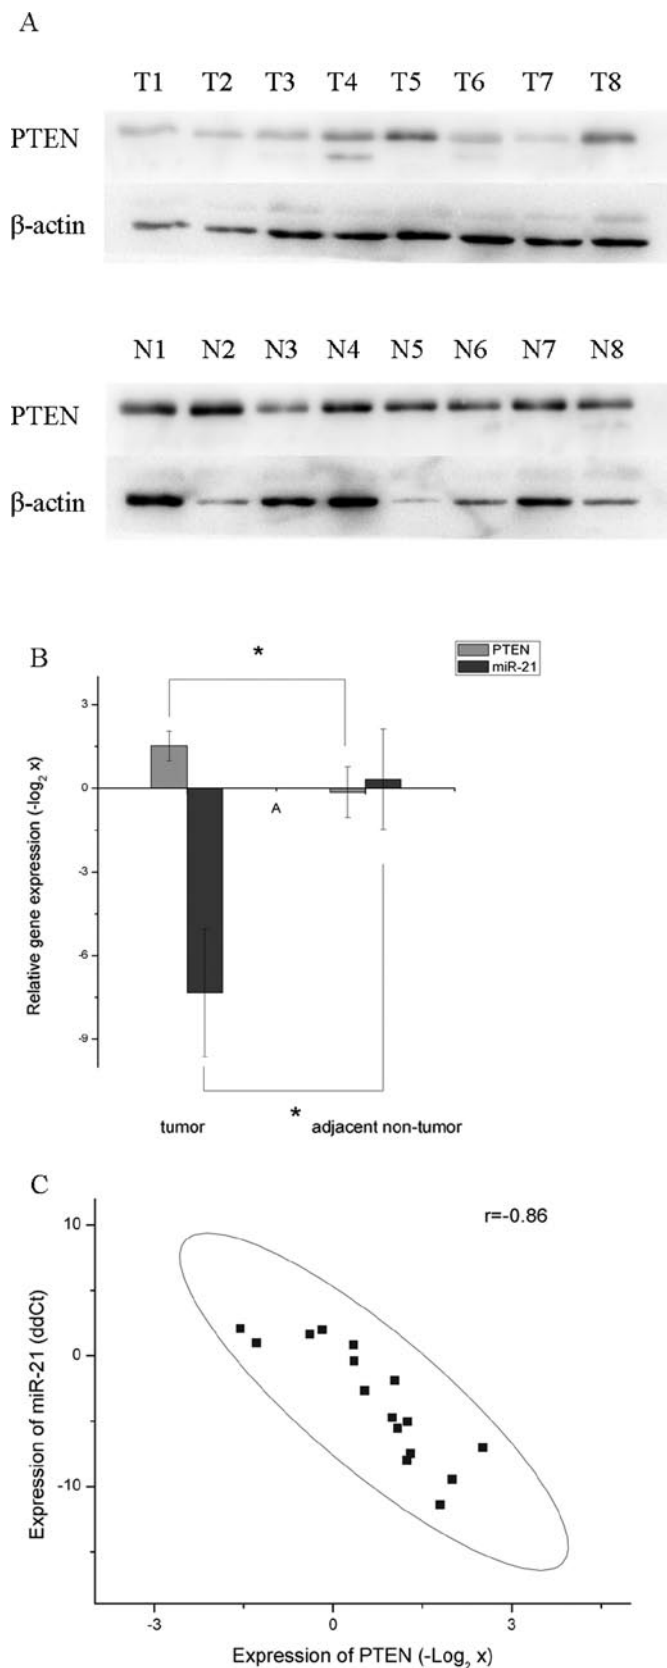 A
T1 T2 T3 T4 T5 T6 T7 T8
PTEN
β-actin
N1 N2 N3 N4 N5 N6 N7 N8
PTEN
β-actin
B
*
PTEN
miR-21
3
0
-3
-6
-9
A
Relative gene expression (-log₂ x)
*
tumor adjacent non-tumor
C
r=-0.86
10
0
-10
Expression of miR-21 (ddCt)
-3 0 3
Expression of PTEN (-Log₂ x)